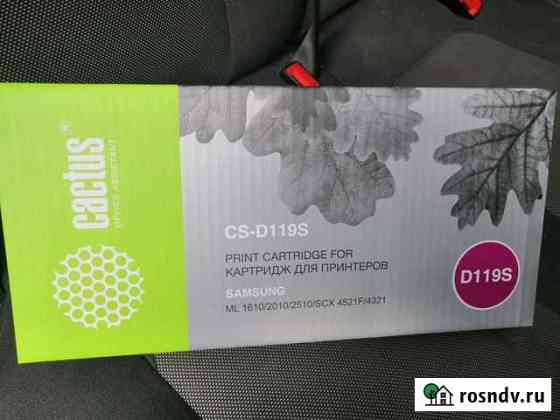 cactus®
OFFICE ASSISTANT
CS-D119S
PRINT CARTRIDGE FOR
КАРТРИДЖ ДЛЯ ПРИНТЕРОВ
SAMSUNG
ML 1610/2010/2510/SCX 4521F/4321
D119S
rosndv.ru